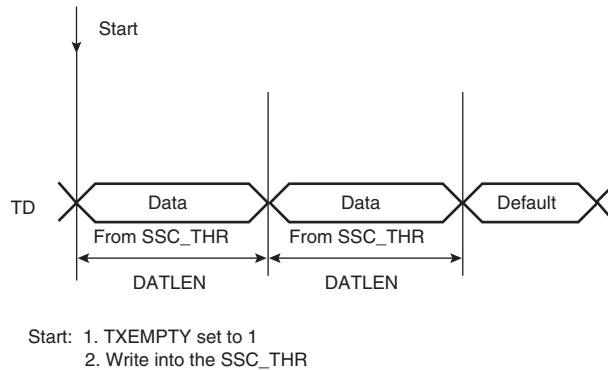 Start
TD
Data Data Default
From SSC_THR From SSC_THR
DATLEN DATLEN
Start: 1. TXEMPTY set to 1
2. Write into the SSC_THR